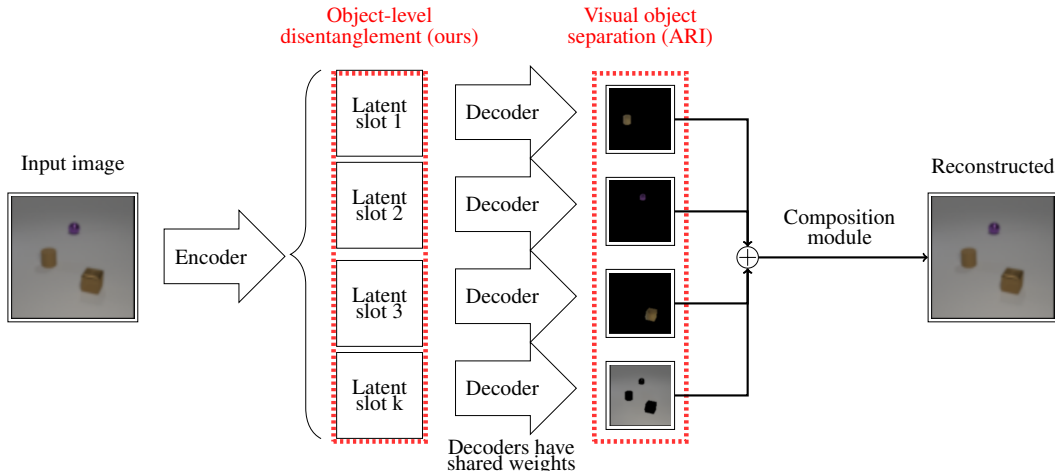 Object-level
disentanglement (ours)
Visual object
separation (ARI)
Input image
Encoder
Latent
slot 1
Latent
slot 2
Latent
slot 3
Latent
slot k
Decoder
Decoder
Decoder
Decoder
Decoders have
shared weights
Composition
module
Reconstructed